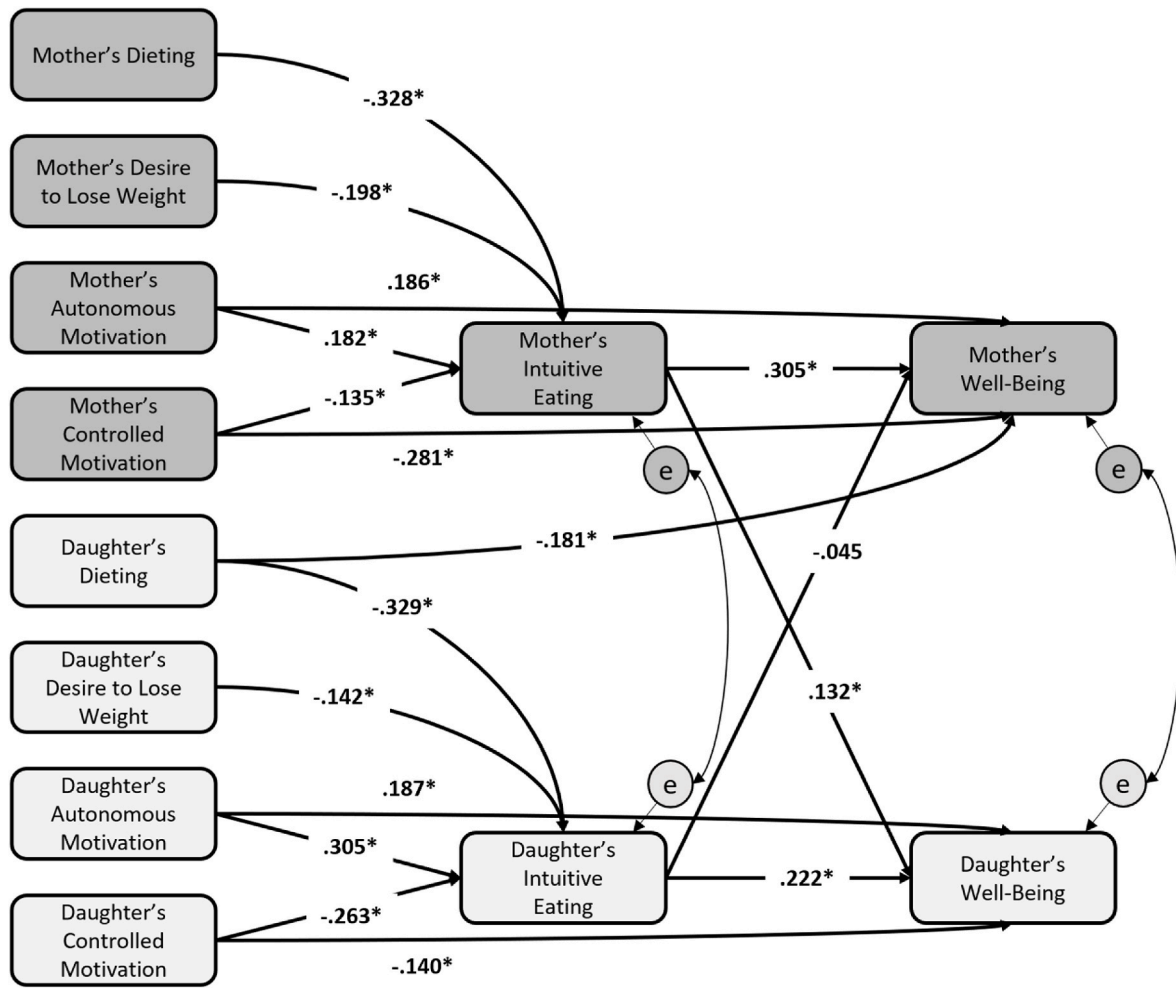 Mother's Dieting
-.328*
Mother's Desire
to Lose Weight
-.198*
Mother's
Autonomous
Motivation
.186*
.182*
Mother's
Intuitive
Eating
.305*
Mother's
Well-Being
Mother's
Controlled
Motivation
-.135*
-.281*
e
e
Daughter's
Dieting
-.181*
-.045
-.329*
Daughter's
Desire to Lose
Weight
-.142*
.132*
Daughter's
Autonomous
Motivation
.187*
.305*
e
e
Daughter's
Intuitive
Eating
.222*
Daughter's
Well-Being
Daughter's
Controlled
Motivation
-.263*
-.140*